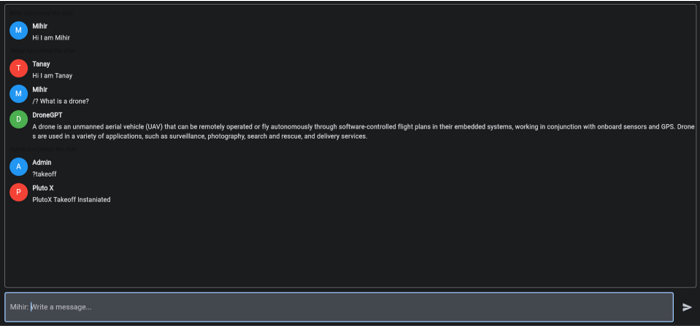 M
Mihir
Hi I am Mihir
T
Tanay
Hi I am Tanay
M
Mihir
/? What is a drone?
D
DroneGPT
A drone is an unmanned aerial vehicle (UAV) that can be remotely operated or fly autonomously through software-controlled flight plans in their embedded systems, working in conjunction with onboard sensors and GPS. Drone
s are used in a variety of applications, such as surveillance, photography, search and rescue, and delivery services.
A
Admin
?takeoff
P
Pluto X
PlutoX Takeoff Instaniated
Mihir: Write a message...